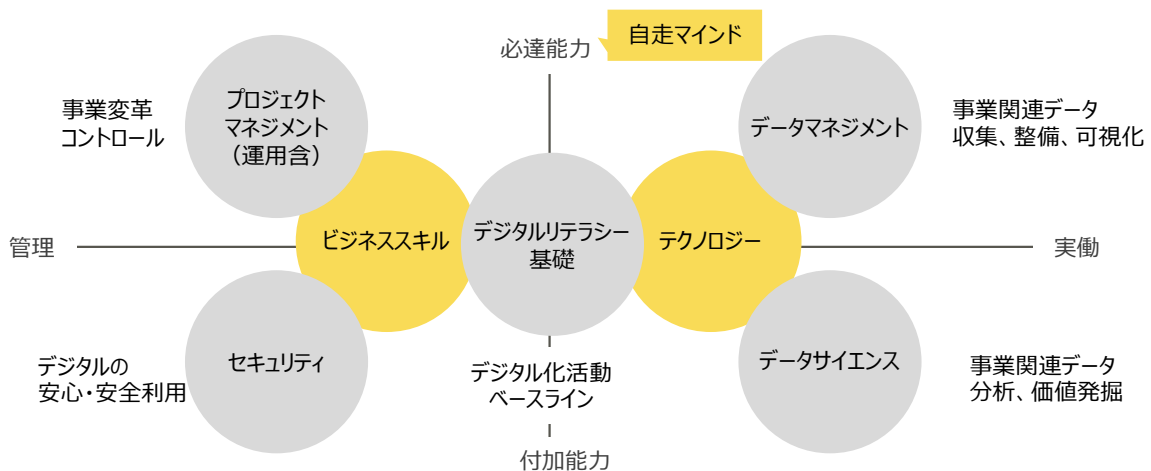 自走マインド
必達能力
プロジェクト
マネジメント
（運用含）
事業変革
コントロール
データマネジメント
事業関連データ
収集、整備、可視化
管理
ビジネススキル
デジタルリテラシー
基礎
テクノロジー
実働
デジタルの
安心・安全利用
セキュリティ
デジタル化活動
ベースライン
データサイエンス
事業関連データ
分析、価値発掘
付加能力